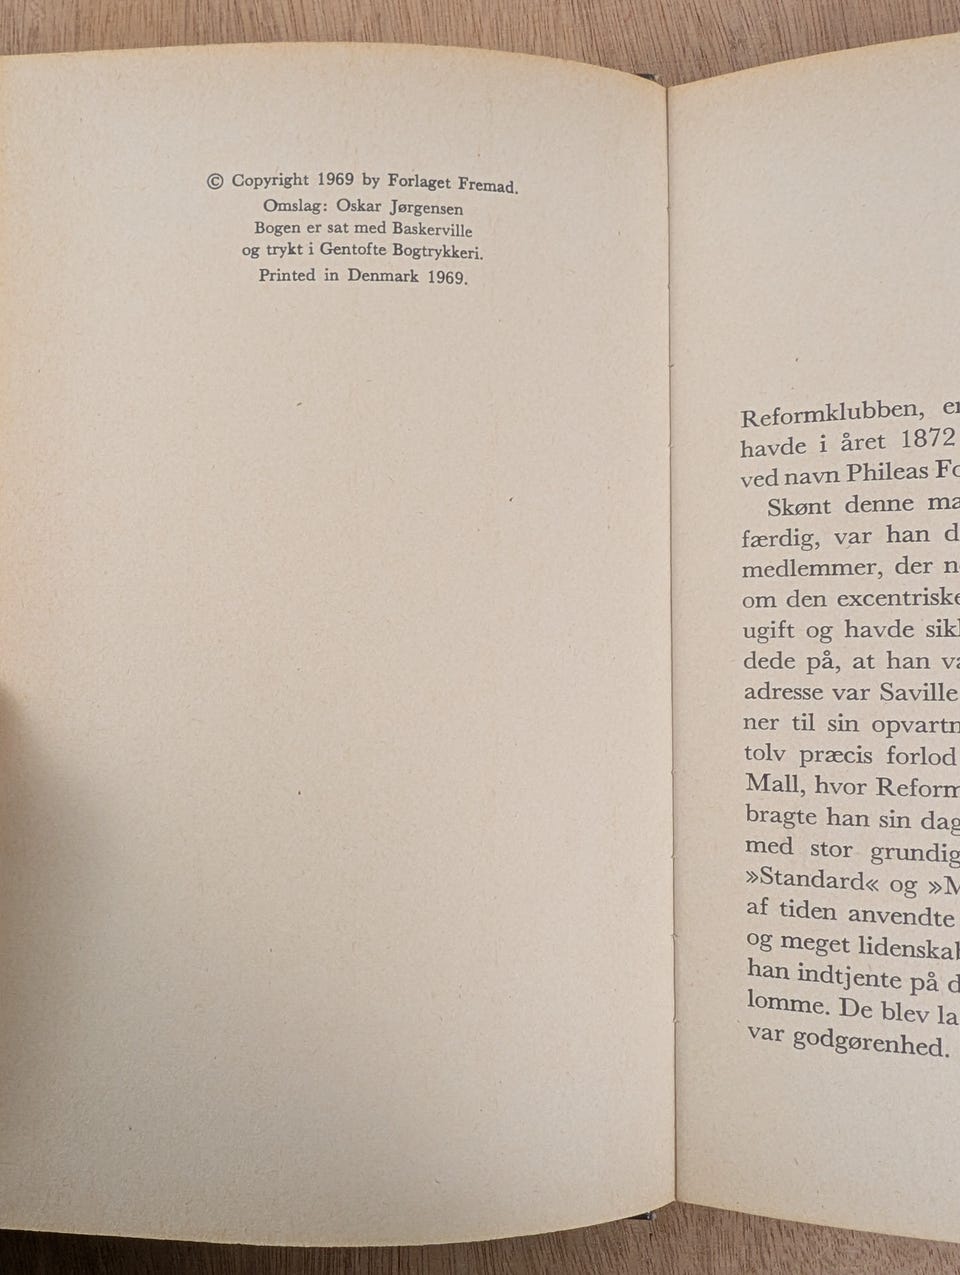 © Copyright 1969 by Forlaget Fremad.
Omslag: Oskar Jørgensen
Bogen er sat med Baskerville
og trykt i Gentofte Bogtrykkeri.
Printed in Denmark 1969.
Reformklubben,
havde i året 1872
ved navn Phileas
Skønt denne
færdig, var han
medlemmer, der
om den
ugift og havde
dede på, at han
adresse var Saville
ner til sin
tolv præcis forlod
Mall, hvor
bragte han sin
med stor
»Standard« og
af tiden anvendte
og meget
han indtjente på
lomme. De blev
var godgørenhed.